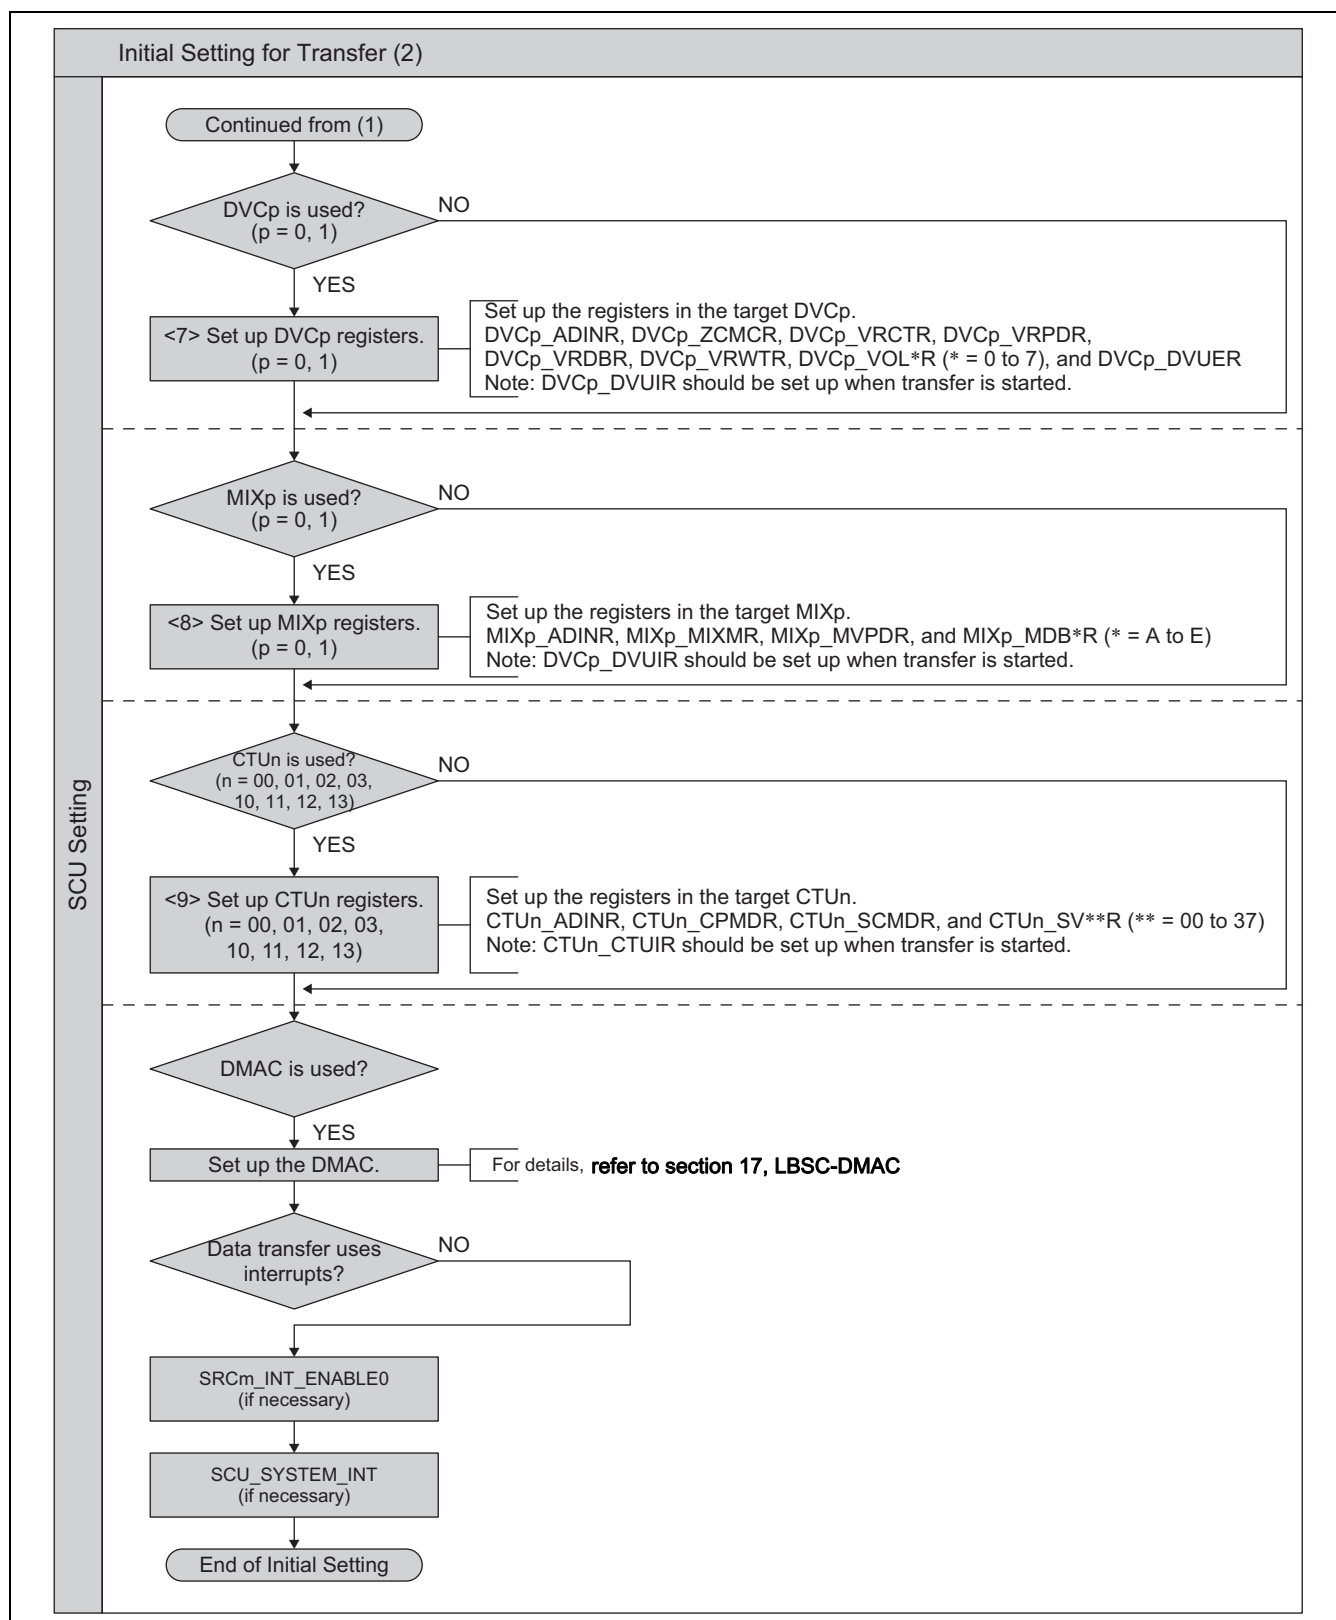 Initial Setting for Transfer (2)
SCU Setting
Continued from (1)
DVCp is used?
(p = 0, 1)
NO
YES
<7> Set up DVCp registers.
(p = 0, 1)
Set up the registers in the target DVCp.
DVCp_ADINR, DVCp_ZCMCR, DVCp_VRCTR, DVCp_VRPDR,
DVCp_VRDBR, DVCp_VRWTR, DVCp_VOL*R (* = 0 to 7), and DVCp_DVUER
Note: DVCp_DVUIR should be set up when transfer is started.
MIXp is used?
(p = 0, 1)
NO
YES
<8> Set up MIXp registers.
(p = 0, 1)
Set up the registers in the target MIXp.
MIXp_ADINR, MIXp_MIXMR, MIXp_MVPDR, and MIXp_MDB*R (* = A to E)
Note: DVCp_DVUIR should be set up when transfer is started.
CTUn is used?
(n = 00, 01, 02, 03,
10, 11, 12, 13)
NO
YES
<9> Set up CTUn registers.
(n = 00, 01, 02, 03,
10, 11, 12, 13)
Set up the registers in the target CTUn.
CTUn_ADINR, CTUn_CPMDR, CTUn_SCMDR, and CTUn_SV**R (** = 00 to 37)
Note: CTUn_CTUIR should be set up when transfer is started.
DMAC is used?
YES
Set up the DMAC.
For details, refer to section 17, LBSC-DMAC
Data transfer uses
interrupts?
NO
SRCm_INT_ENABLE0
(if necessary)
SCU_SYSTEM_INT
(if necessary)
End of Initial Setting